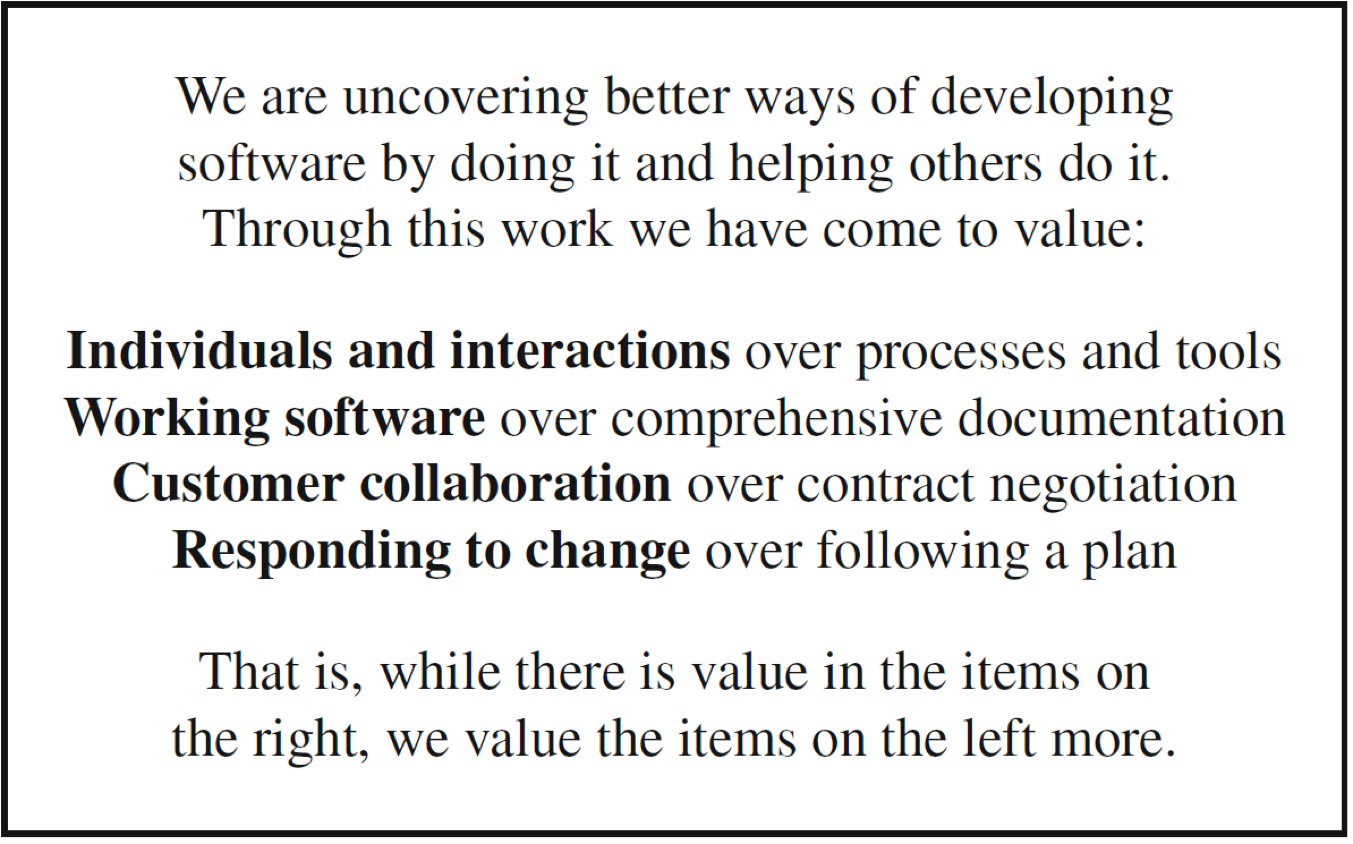 We are uncovering better ways of developing
software by doing it and helping others do it.
Through this work we have come to value:
Individuals and interactions over processes and tools
Working software over comprehensive documentation
Customer collaboration over contract negotiation
Responding to change over following a plan
That is, while there is value in the items on
the right, we value the items on the left more.